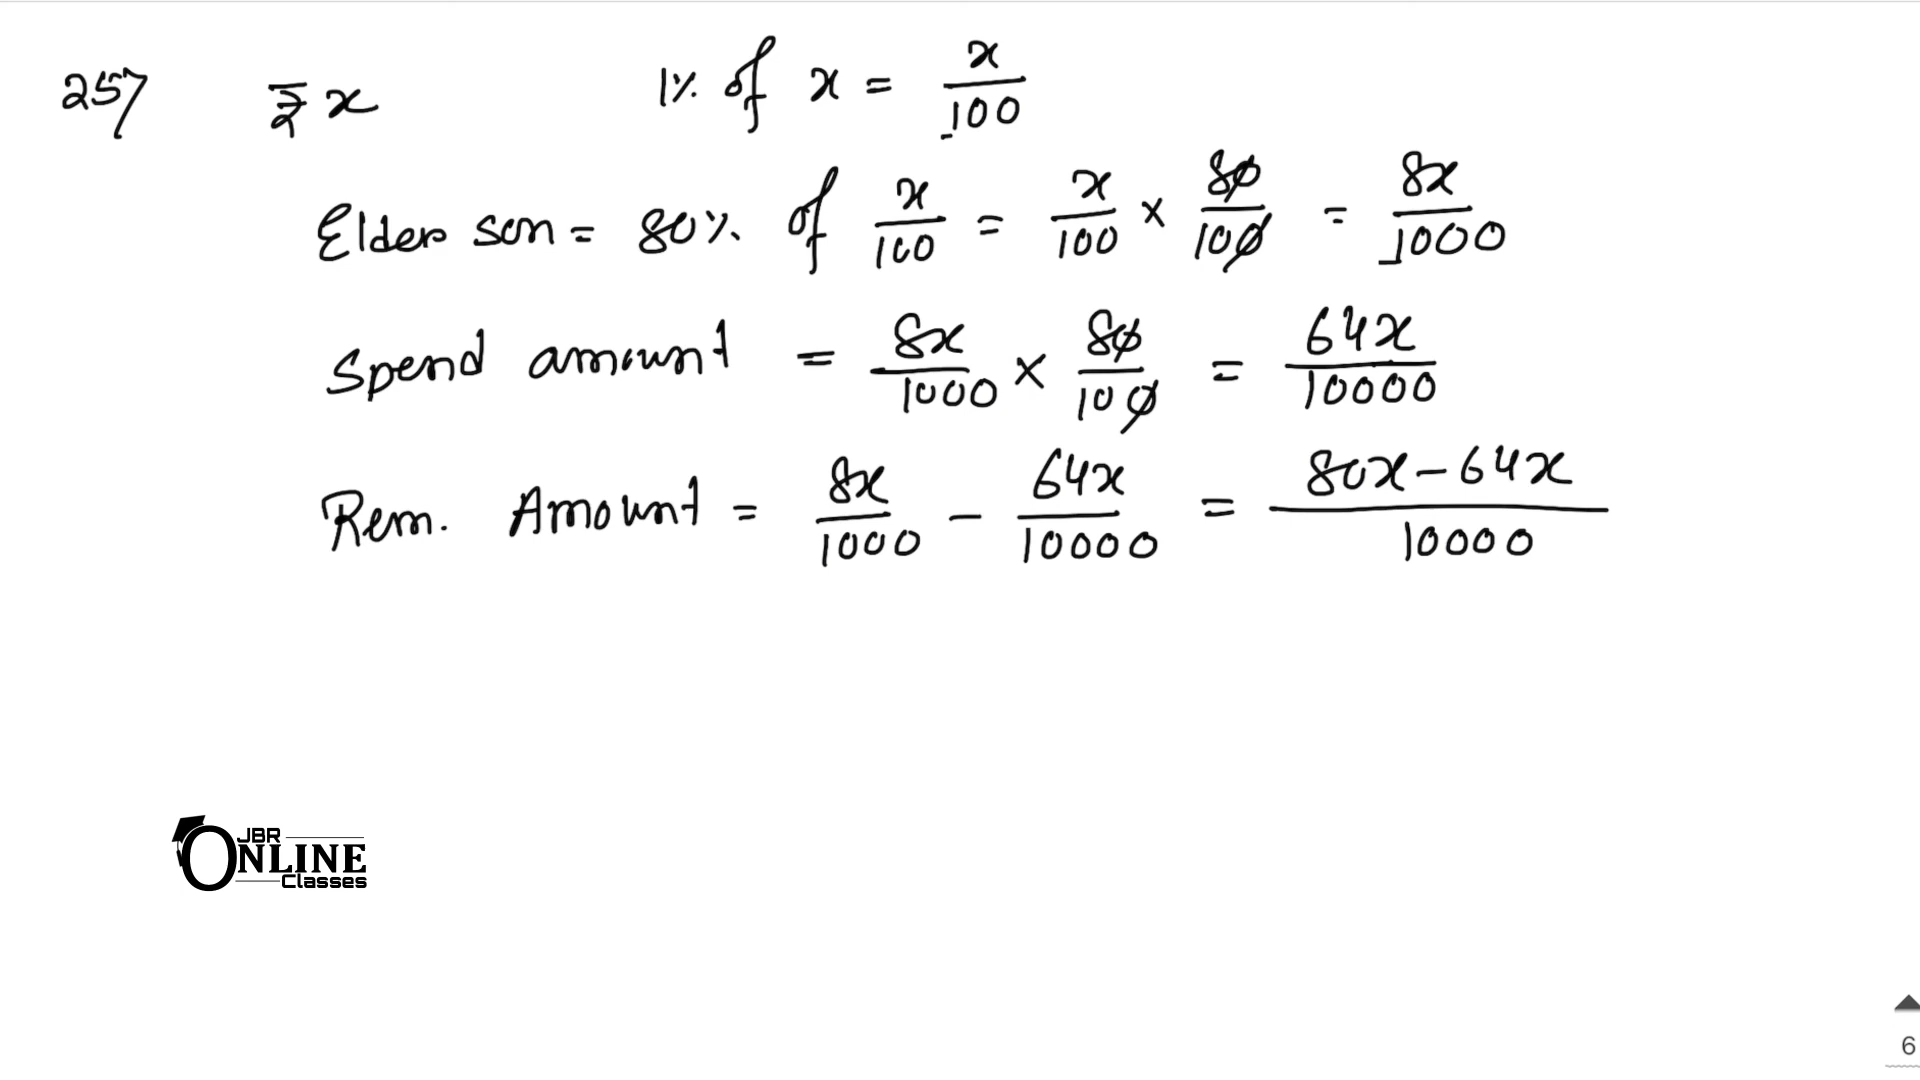 257 ₹ x 1% of x = x/100
Elder son = 80% of x/100 = x/100 × 80/100 = 8x/1000
Spend amount = 8x/1000 × 80/100 = 64x/10000
Rem. Amount = 8x/1000 - 64x/10000 = 80x-64x/10000
JBR
ONLINE
Classes
6